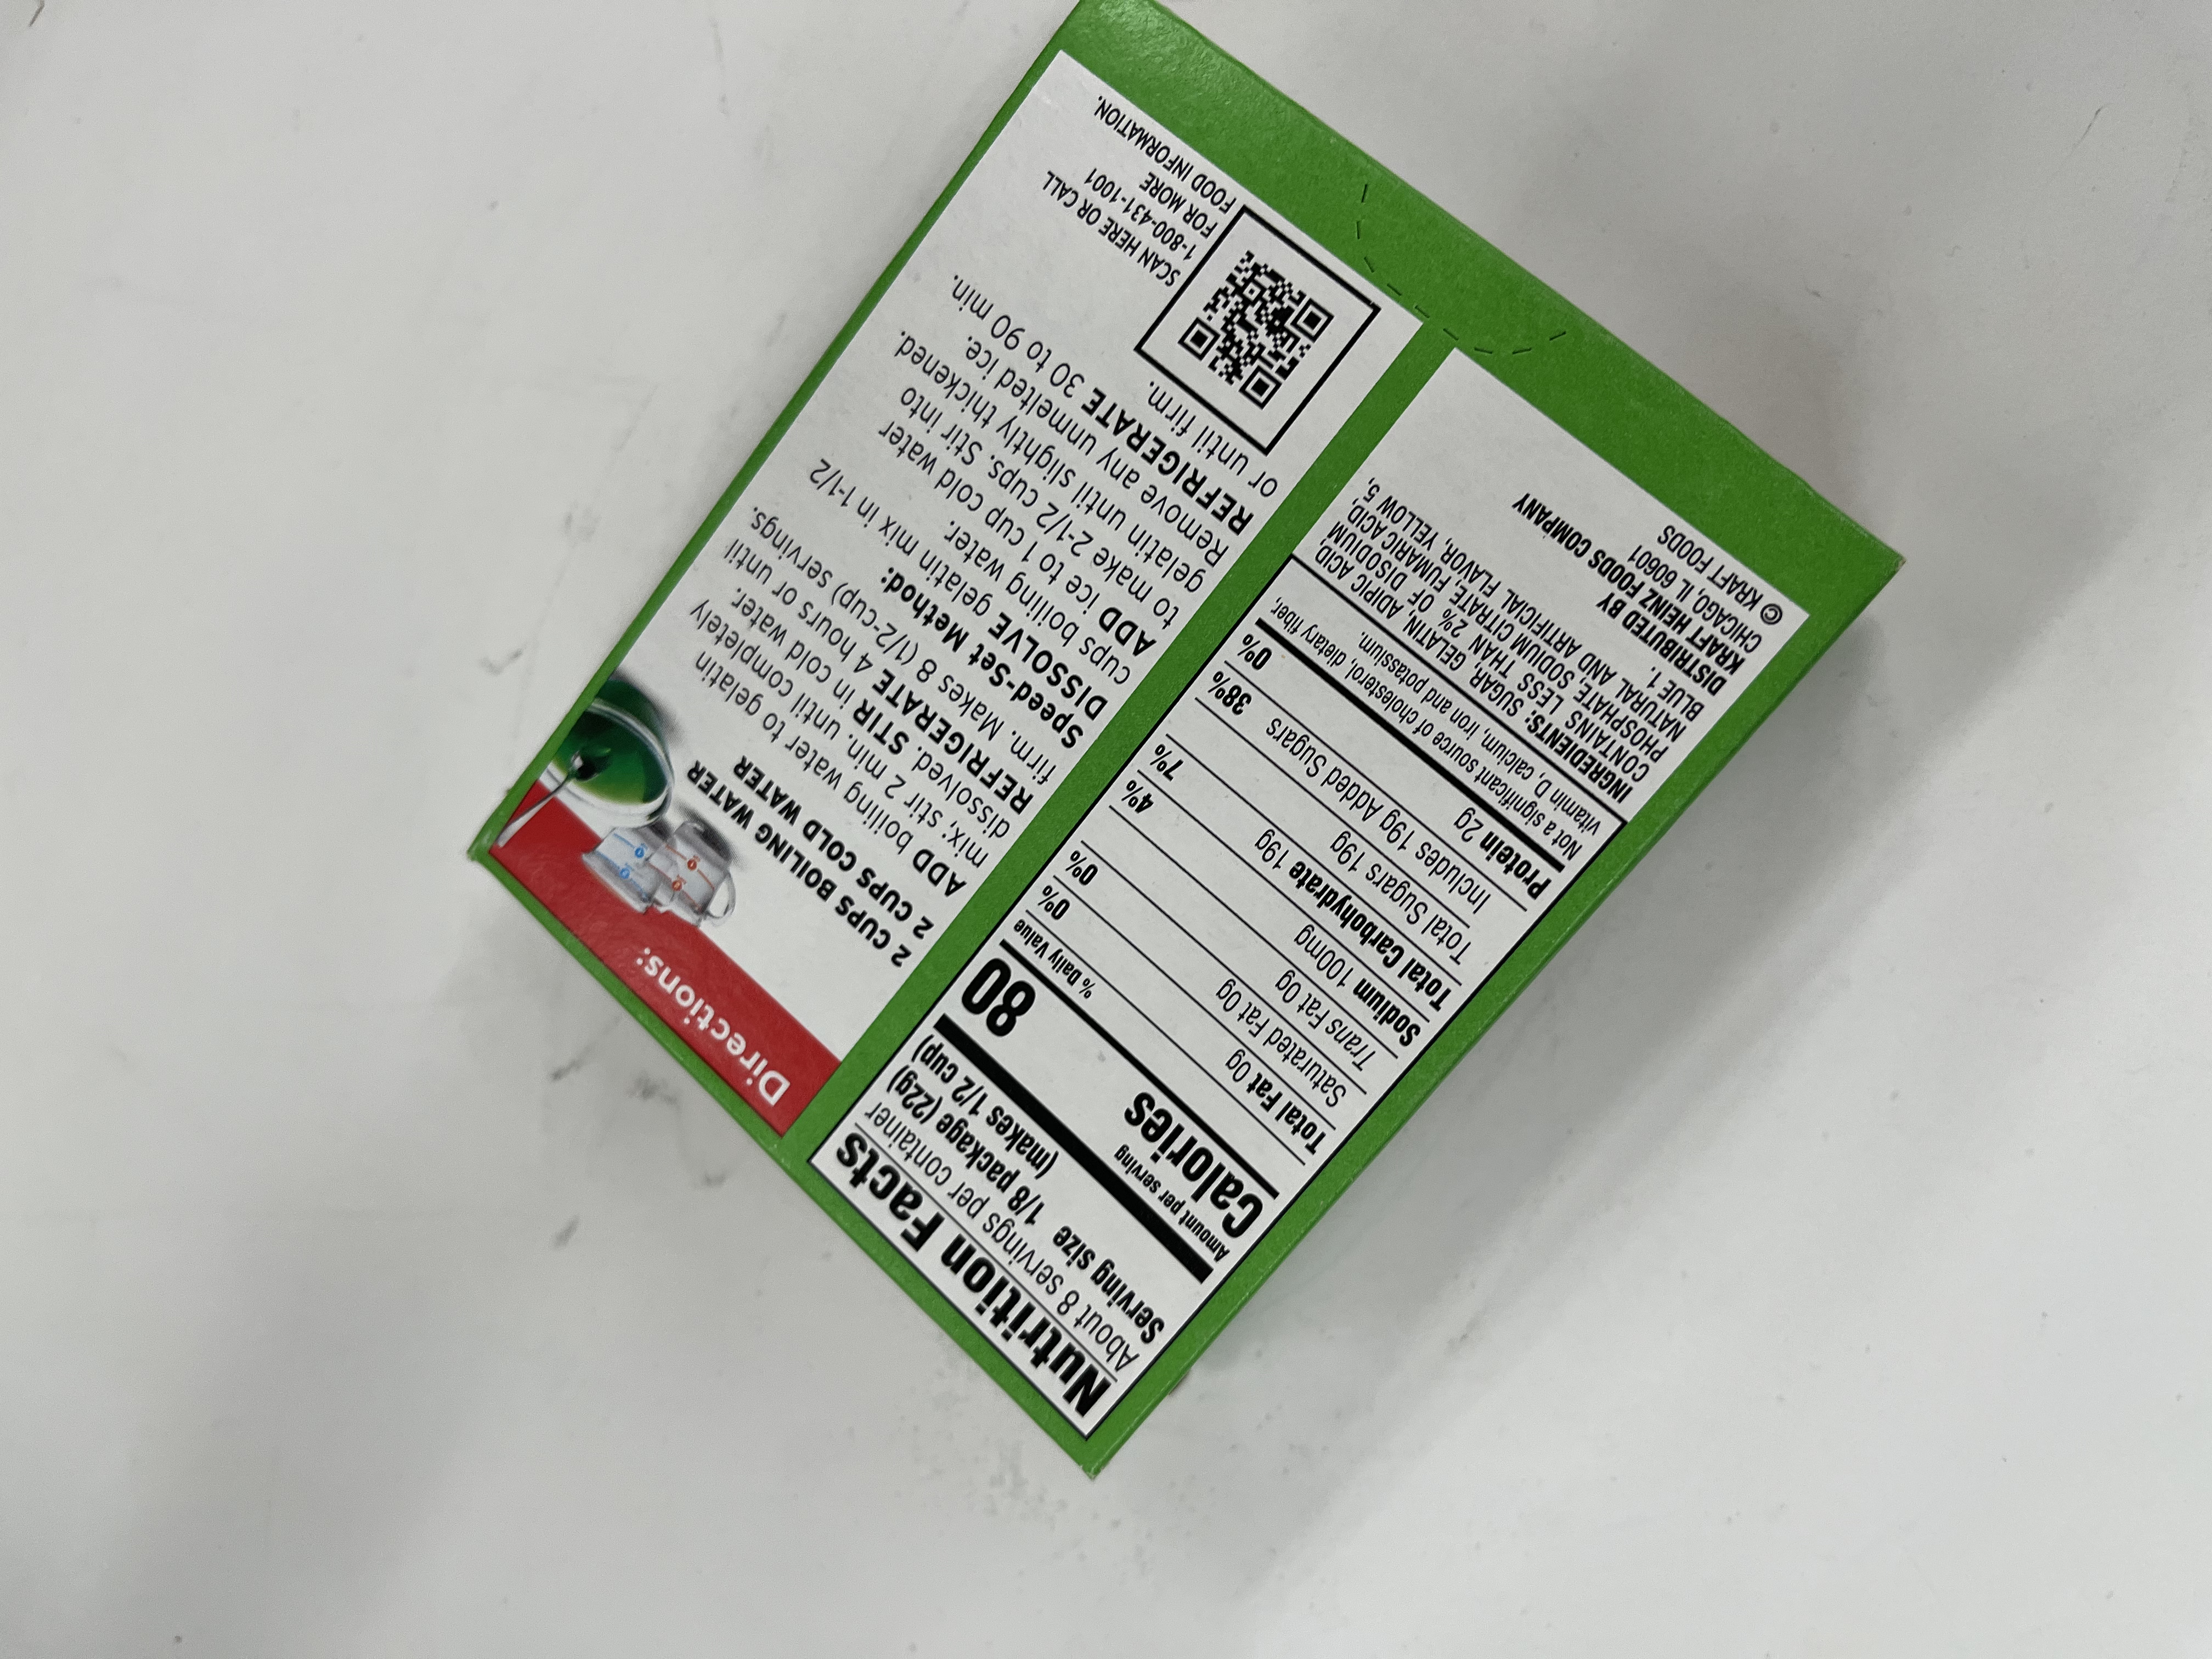 Nutrition Facts
About 8 servings per container
Serving size 1/8 package (22g)
(makes 1/2 cup)
Amount per serving
Calories 80
% Daily Value
Total Fat 0g 0%
Saturated Fat 0g 0%
Trans Fat 0g
Sodium 100mg 4%
Total Carbohydrate 19g 7%
Total Sugars 19g
Includes 19g Added Sugars 38%
Protein 2g 0%
Not a significant source of cholesterol, dietary fiber,
vitamin D, calcium, iron and potassium.
INGREDIENTS: SUGAR, GELATIN, ADIPIC ACID,
CONTAINS LESS THAN 2% OF DISODIUM
PHOSPHATE, SODIUM CITRATE, FUMARIC ACID,
NATURAL AND ARTIFICIAL FLAVOR, YELLOW 5,
BLUE 1.
DISTRIBUTED BY
KRAFT HEINZ FOODS COMPANY
CHICAGO, IL 60601
© KRAFT FOODS
Directions:
2 CUPS BOILING WATER
2 CUPS COLD WATER
ADD boiling water to gelatin
mix; stir 2 min. until completely
dissolved. STIR in cold water.
REFRIGERATE 4 hours or until
firm. Makes 8 (1/2-cup) servings.
Speed-Set Method:
DISSOLVE gelatin mix in 1-1/2
cups boiling water.
ADD ice to 1 cup cold water
to make 2-1/2 cups. Stir into
gelatin until slightly thickened.
Remove any unmelted ice.
REFRIGERATE 30 to 90 min.
or until firm.
SCAN HERE OR CALL
1-800-431-1001
FOR MORE
FOOD INFORMATION.